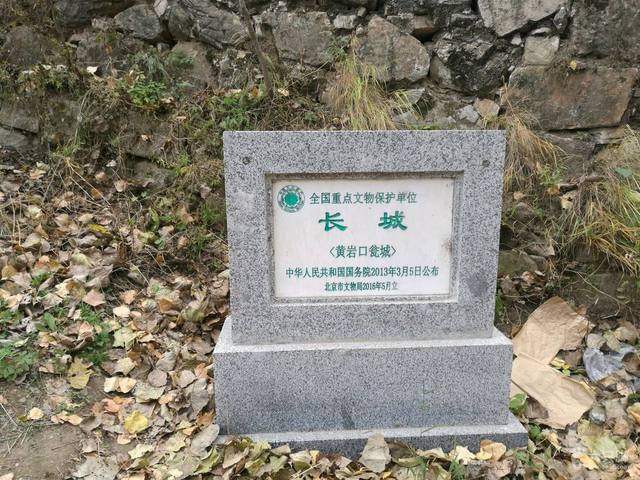 全国重点文物保护单位
长城
〈黄岩口瓮城〉
中华人民共和国国务院2013年3月5日公布
北京市文物局2016年5月立